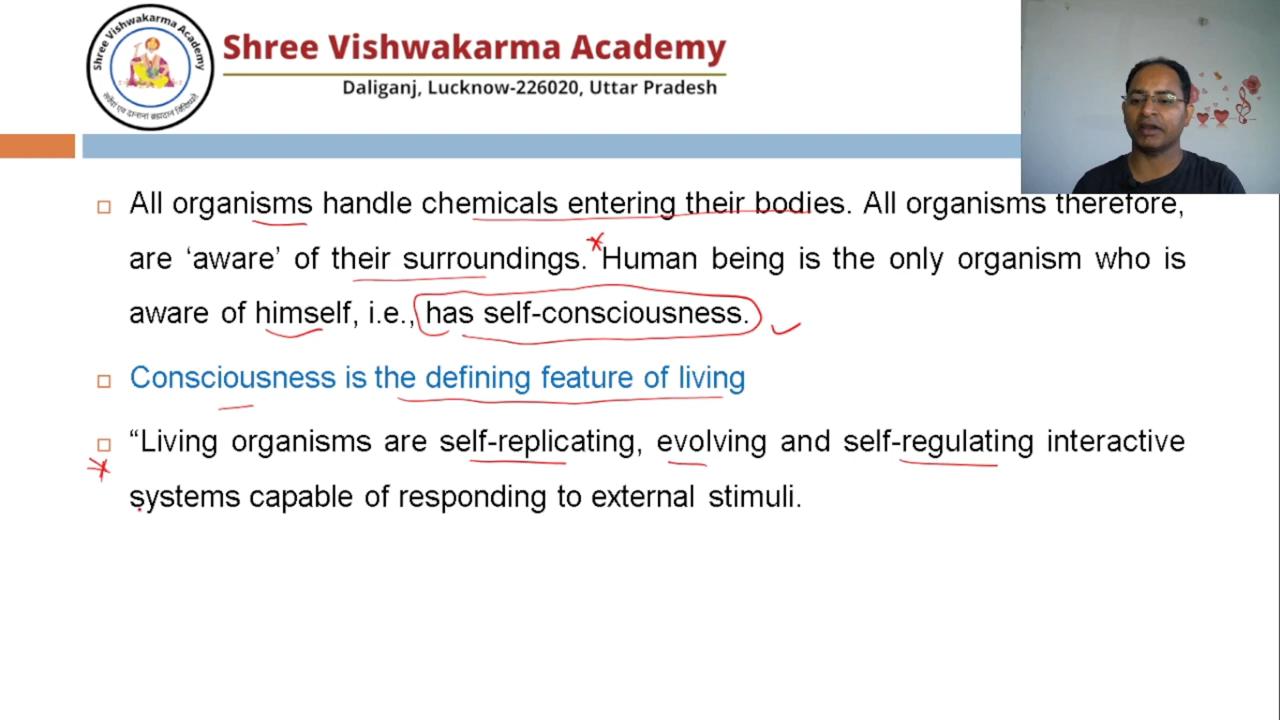 Shree Vishwakarma Academy
Shree Vishwakarma Academy
Daliganj, Lucknow-226020, Uttar Pradesh
All organisms handle chemicals entering their bodies. All organisms therefore,
are ‘aware’ of their surroundings. Human being is the only organism who is
aware of himself, i.e., has self-consciousness.
Consciousness is the defining feature of living
“Living organisms are self-replicating, evolving and self-regulating interactive
systems capable of responding to external stimuli.